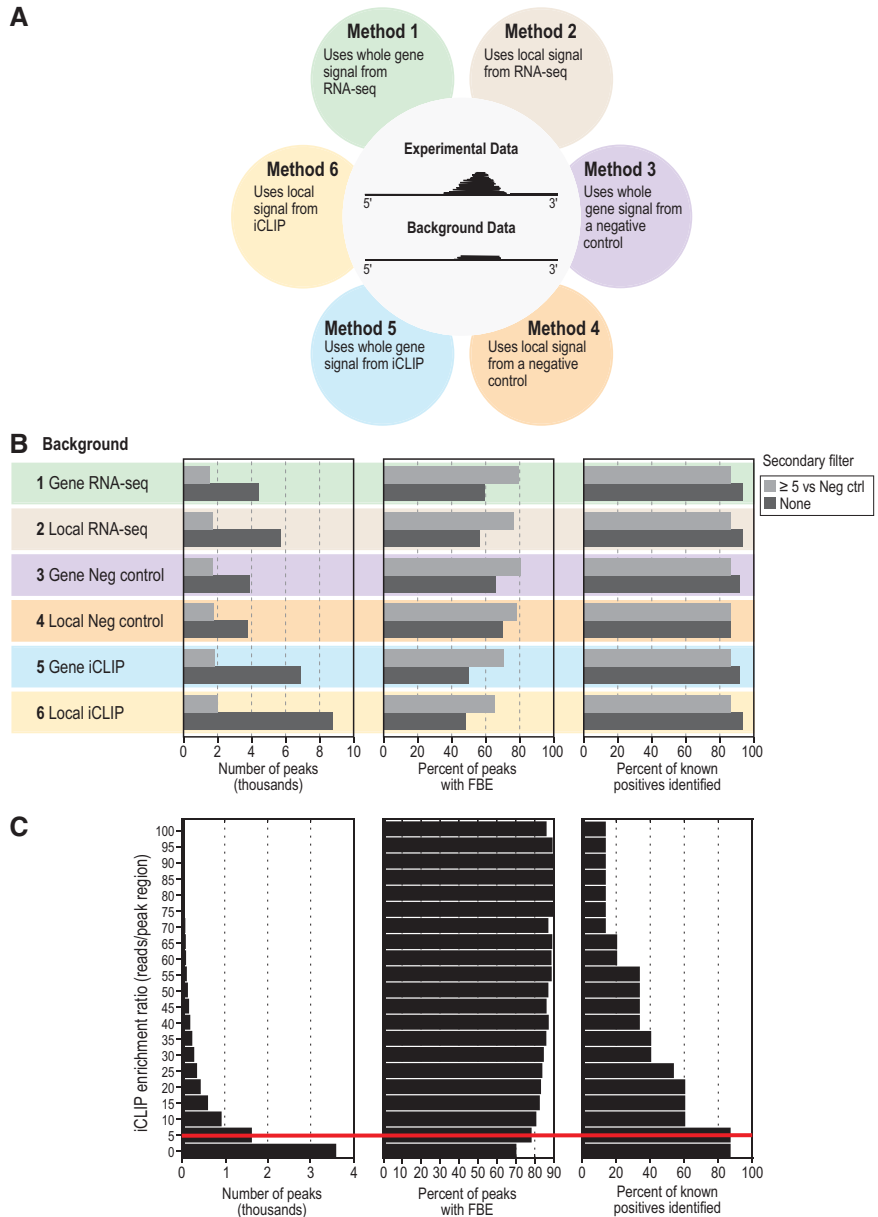 A
Method 1
Uses whole gene
signal from
RNA-seq
Method 2
Uses local signal
from RNA-seq
Method 6
Uses local
signal from
iCLIP
Experimental Data
5'
3'
Background Data
5'
3'
Method 3
Uses whole
gene signal from
a negative
control
Method 5
Uses whole gene
signal from iCLIP
Method 4
Uses local signal
from a negative
control
B
Background
1 Gene RNA-seq
2 Local RNA-seq
3 Gene Neg control
4 Local Neg control
5 Gene iCLIP
6 Local iCLIP
Secondary filter
≥ 5 vs Neg ctrl
None
0 2 4 6 8 10
Number of peaks
(thousands)
0 20 40 60 80 100
Percent of peaks
with FBE
0 20 40 60 80 100
Percent of known
positives identified
C
iCLIP enrichment ratio (reads/peak region)
100
95
90
85
80
75
70
65
60
55
50
45
40
35
30
25
20
15
10
5
0
0 1 2 3 4
Number of peaks
(thousands)
0 10 20 30 40 50 60 70 80 90
Percent of peaks
with FBE
0 20 40 60 80 100
Percent of known
positives identified